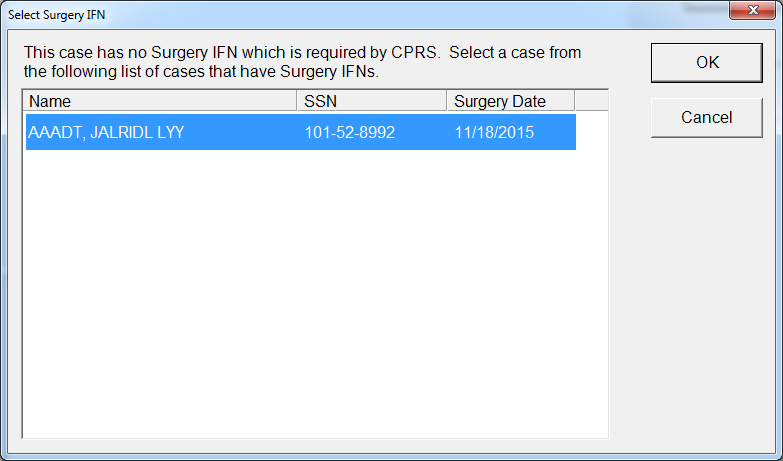 Select Surgery IFN
This case has no Surgery IFN which is required by CPRS.  Select a case from
the following list of cases that have Surgery IFNs.
OK
Cancel
Name SSN Surgery Date
AAADT, JALRIDL LYY 101-52-8992 11/18/2015